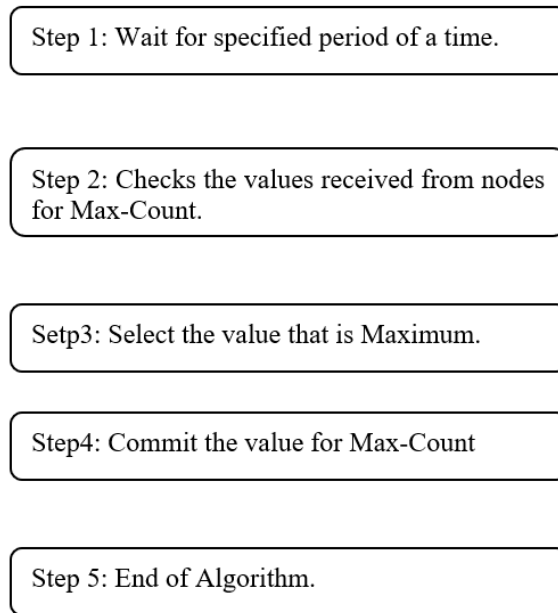 Step 1: Wait for specified period of a time.
Step 2: Checks the values received from nodes
for Max-Count.
Setp3: Select the value that is Maximum.
Step4: Commit the value for Max-Count
Step 5: End of Algorithm.